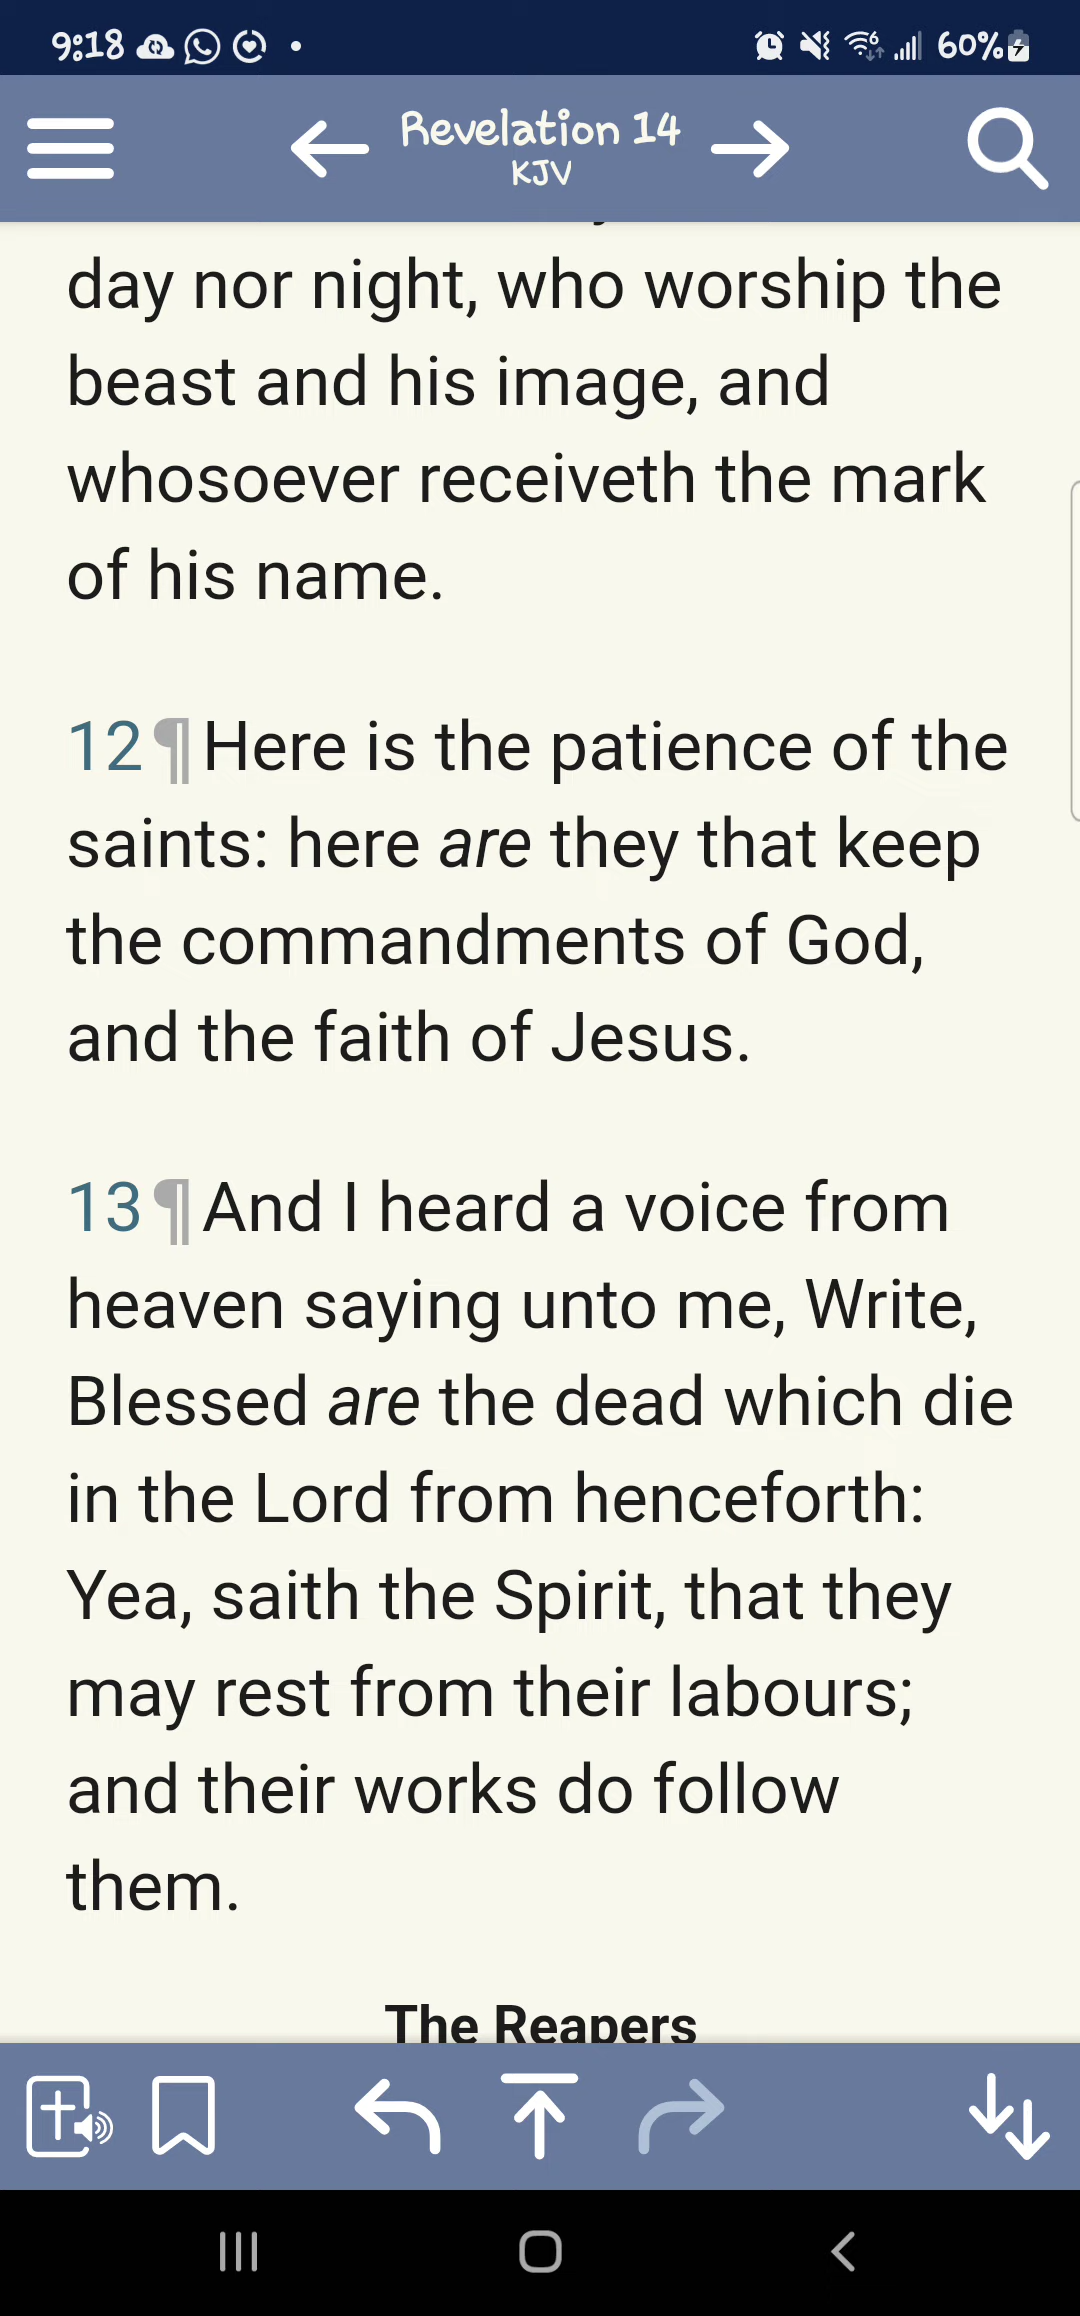 9:18
6
60%
Revelation 14
KJV
day nor night, who worship the
beast and his image, and
whosoever receiveth the mark
of his name.
12 ¶ Here is the patience of the
saints: here are they that keep
the commandments of God,
and the faith of Jesus.
13 ¶ And I heard a voice from
heaven saying unto me, Write,
Blessed are the dead which die
in the Lord from henceforth:
Yea, saith the Spirit, that they
may rest from their labours;
and their works do follow
them.
The Reapers